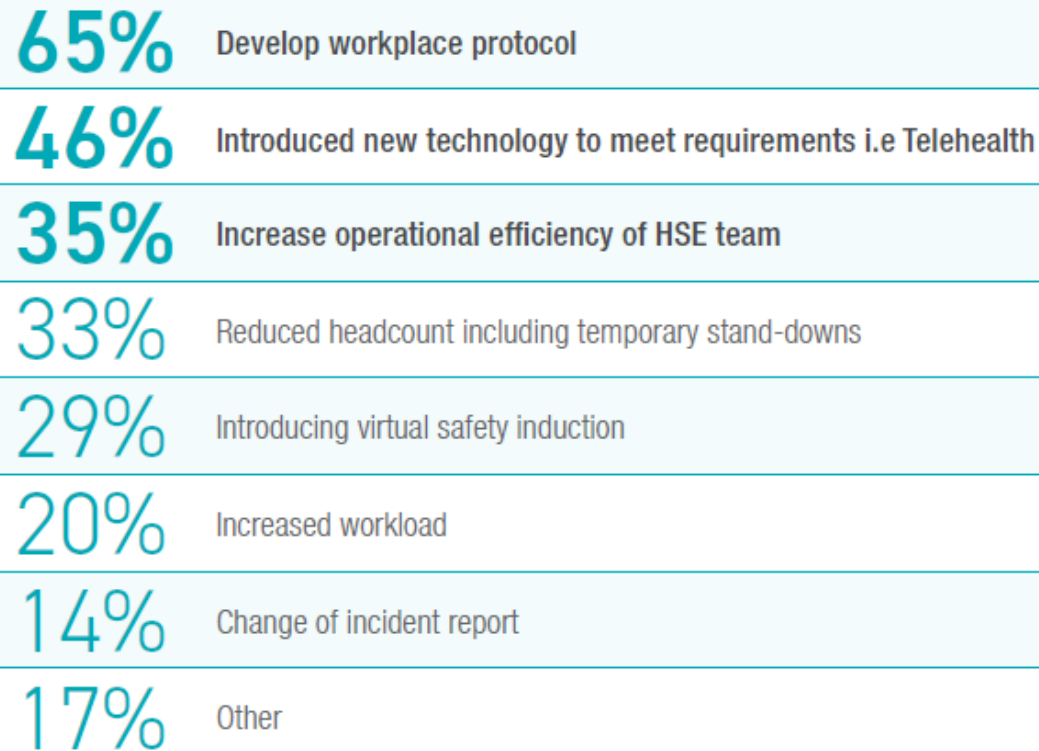 65% Develop workplace protocol
46% Introduced new technology to meet requirements i.e Telehealth
35% Increase operational efficiency of HSE team
33% Reduced headcount including temporary stand-downs
29% Introducing virtual safety induction
20% Increased workload
14% Change of incident report
17% Other